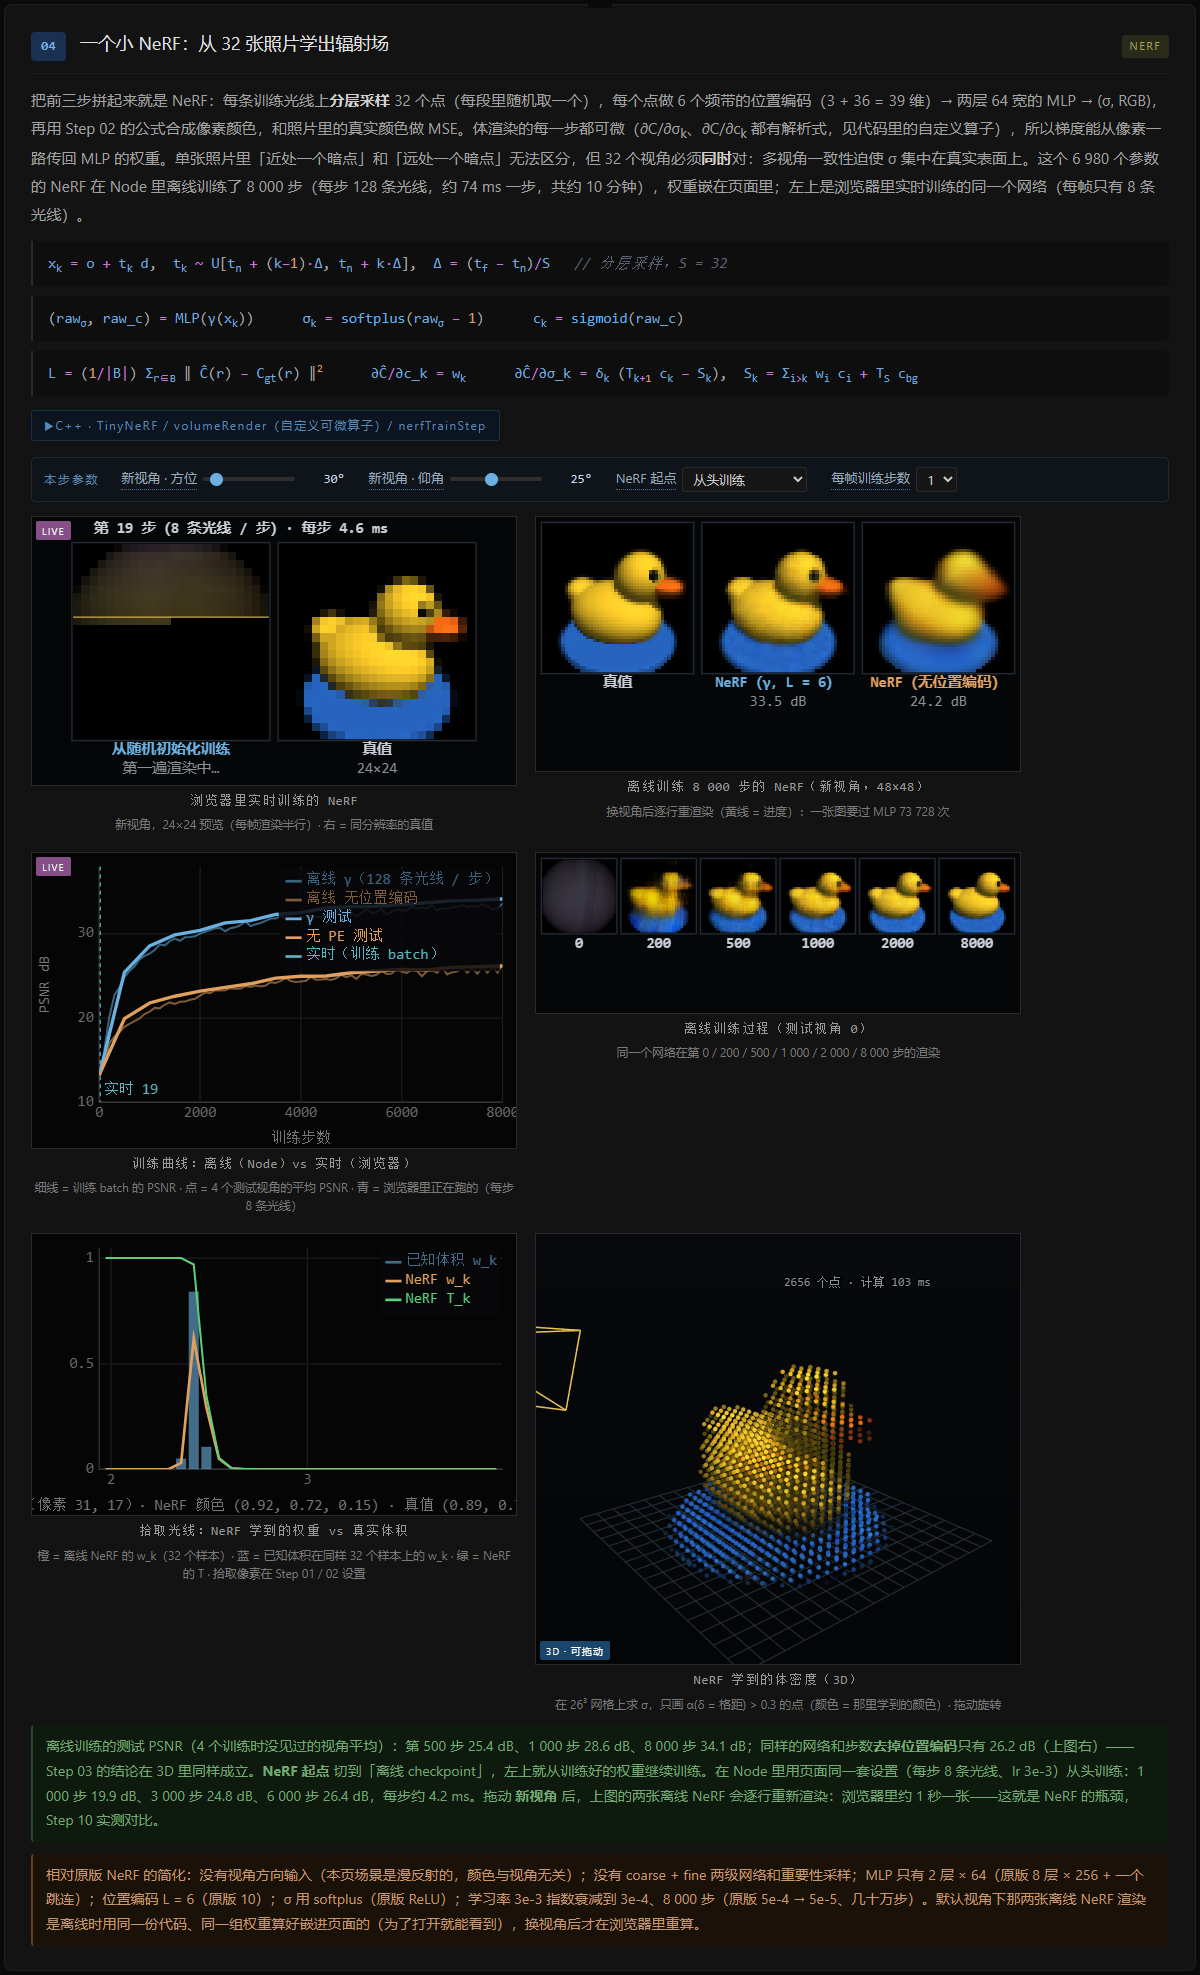 04 一个小 NeRF：从 32 张照片学出辐射场 NERF
把前三步拼起来就是 NeRF：每条训练光线上分层采样 32 个点（每段里随机取一个），每个点做 6 个频带的位置编码（3 + 36 = 39 维）→ 两层 64 宽的 MLP → (σ, RGB)，
再用 Step 02 的公式合成像素颜色，和照片里的真实颜色做 MSE。体渲染的每一步都可微（∂C/∂σk、∂C/∂ck 都有解析式，见代码里的自定义算子），所以梯度能从像素一
路传回 MLP 的权重。单张照片里「近处一个暗点」和「远处一个暗点」无法区分，但 32 个视角必须同时对：多视角一致性迫使 σ 集中在真实表面上。这个 6 980 个参数
的 NeRF 在 Node 里离线训练了 8 000 步（每步 128 条光线，约 74 ms 一步，共约 10 分钟），权重嵌在页面里；左上是浏览器里实时训练的同一个网络（每帧只有 8 条
光线）。
xk = o + tk d, tk ~ U[tn + (k−1)·Δ, tn + k·Δ], Δ = (tf − tn)/S // 分层采样，S = 32
(rawσ, raw_c) = MLP(γ(xk)) σk = softplus(rawσ − 1) ck = sigmoid(raw_c)
L = (1/|B|) Σr∈B ‖ Ĉ(r) − Cgt(r) ‖² ∂Ĉ/∂c_k = wk ∂Ĉ/∂σ_k = δk (Tk+1 ck − Sk), Sk = Σi>k wi ci + TS cbg
▶C++ · TinyNeRF / volumeRender（自定义可微算子）/ nerfTrainStep
本步参数 新视角 · 方位 30° 新视角 · 仰角 25° NeRF 起点 从头训练 每帧训练步数 1
LIVE 第 19 步 (8 条光线 / 步) · 每步 4.6 ms
从随机初始化训练 真值
第一遍渲染中… 24×24
浏览器里实时训练的 NeRF
新视角，24×24 预览（每帧渲染半行）· 右 = 同分辨率的真值
真值 NeRF (γ, L = 6) NeRF (无位置编码)
33.5 dB 24.2 dB
离线训练 8 000 步的 NeRF（新视角，48×48）
换视角后逐行重渲染（黄线 = 进度）：一张图要过 MLP 73 728 次
LIVE
离线 γ（128 条光线 / 步）
离线 无位置编码
γ 测试
无 PE 测试
实时（训练 batch）
PSNR dB
30
20
10
实时 19
0 2000 4000 6000 8000
训练步数
训练曲线：离线（Node）vs 实时（浏览器）
细线 = 训练 batch 的 PSNR · 点 = 4 个测试视角的平均 PSNR · 青 = 浏览器里正在跑的（每步
8 条光线）
0 200 500 1000 2000 8000
离线训练过程（测试视角 0）
同一个网络在第 0 / 200 / 500 / 1 000 / 2 000 / 8 000 步的渲染
已知体积 w_k
NeRF w_k
NeRF T_k
1
0.5
0
2 3
（像素 31, 17）· NeRF 颜色 (0.92, 0.72, 0.15) · 真值 (0.89, 0.
拾取光线：NeRF 学到的权重 vs 真实体积
橙 = 离线 NeRF 的 w_k（32 个样本）· 蓝 = 已知体积在同样 32 个样本上的 w_k · 绿 = NeRF
的 T · 拾取像素在 Step 01 / 02 设置
2656 个点 · 计算 103 ms
3D · 可拖动
NeRF 学到的体密度（3D）
在 26³ 网格上求 σ，只画 α(δ = 格距) > 0.3 的点（颜色 = 那里学到的颜色）· 拖动旋转
离线训练的测试 PSNR（4 个训练时没见过的视角平均）：第 500 步 25.4 dB、1 000 步 28.6 dB、8 000 步 34.1 dB；同样的网络和步数去掉位置编码只有 26.2 dB（上图右）——
Step 03 的结论在 3D 里同样成立。NeRF 起点 切到「离线 checkpoint」，左上就从训练好的权重继续训练。在 Node 里用页面同一套设置（每步 8 条光线、lr 3e-3）从头训练：1
000 步 19.9 dB、3 000 步 24.8 dB、6 000 步 26.4 dB，每步约 4.2 ms。拖动 新视角 后，上图的两张离线 NeRF 会逐行重新渲染：浏览器里约 1 秒一张——这就是 NeRF 的瓶颈，
Step 10 实测对比。
相对原版 NeRF 的简化：没有视角方向输入（本页场景是漫反射的，颜色与视角无关）；没有 coarse + fine 两级网络和重要性采样；MLP 只有 2 层 × 64（原版 8 层 × 256 + 一个
跳连）；位置编码 L = 6（原版 10）；σ 用 softplus（原版 ReLU）；学习率 3e-3 指数衰减到 3e-4、8 000 步（原版 5e-4 → 5e-5、几十万步）。默认视角下那两张离线 NeRF 渲染
是离线时用同一份代码、同一组权重算好嵌进页面的（为了打开就能看到），换视角后才在浏览器里重算。